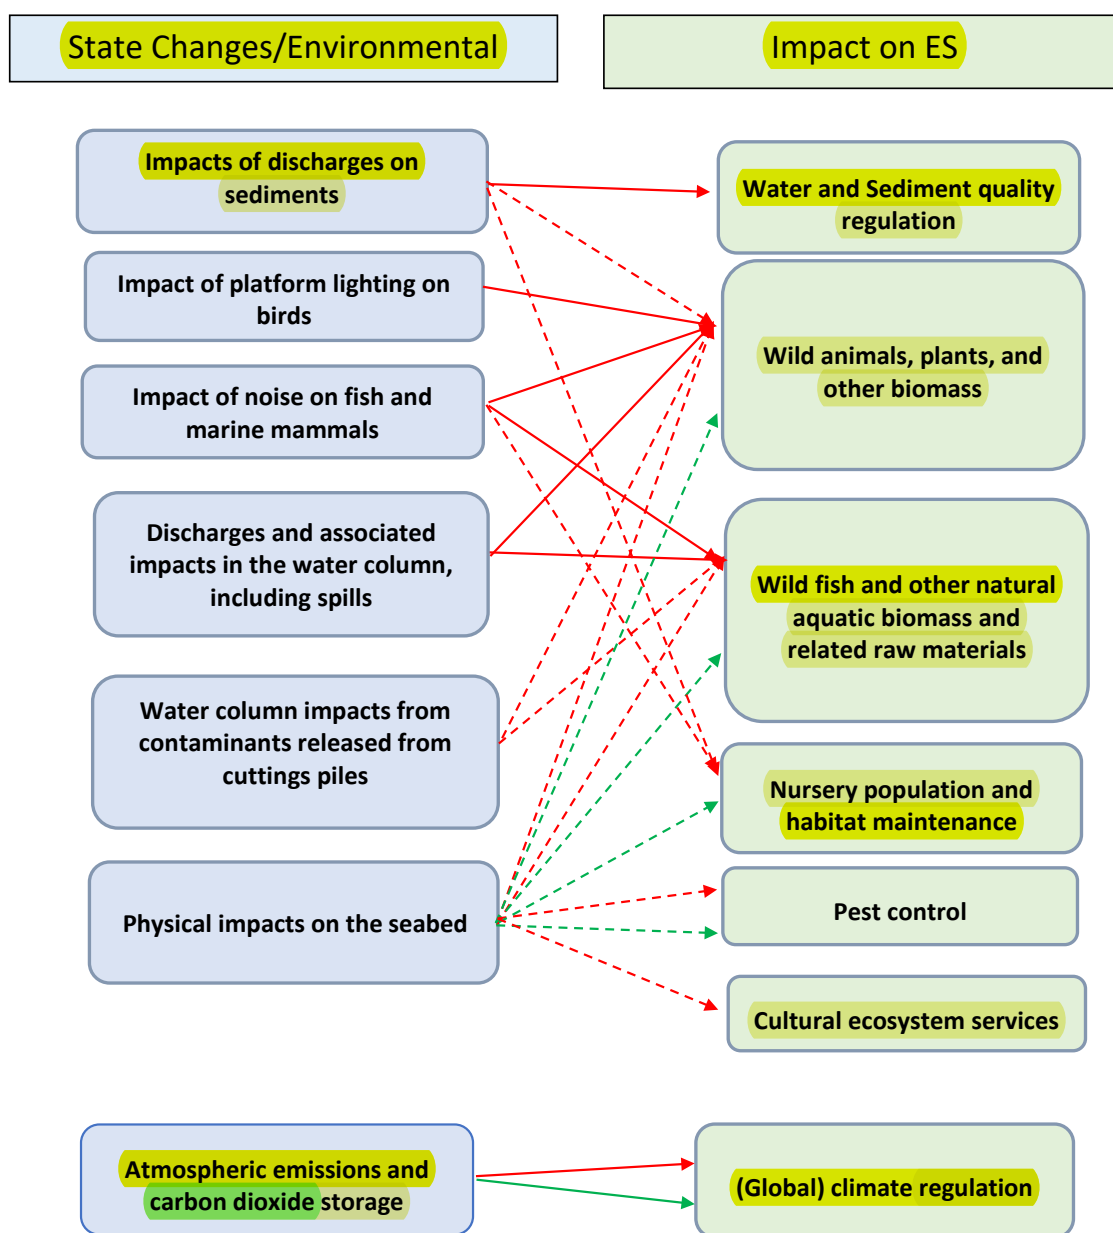 State Changes/Environmental
Impact on ES
Impacts of discharges on
sediments
Water and Sediment quality
regulation
Impact of platform lighting on
birds
Wild animals, plants, and
other biomass
Impact of noise on fish and
marine mammals
Discharges and associated
impacts in the water column,
including spills
Wild fish and other natural
aquatic biomass and
related raw materials
Water column impacts from
contaminants released from
cuttings piles
Nursery population and
habitat maintenance
Physical impacts on the seabed
Pest control
Cultural ecosystem services
Atmospheric emissions and
carbon dioxide storage
(Global) climate regulation